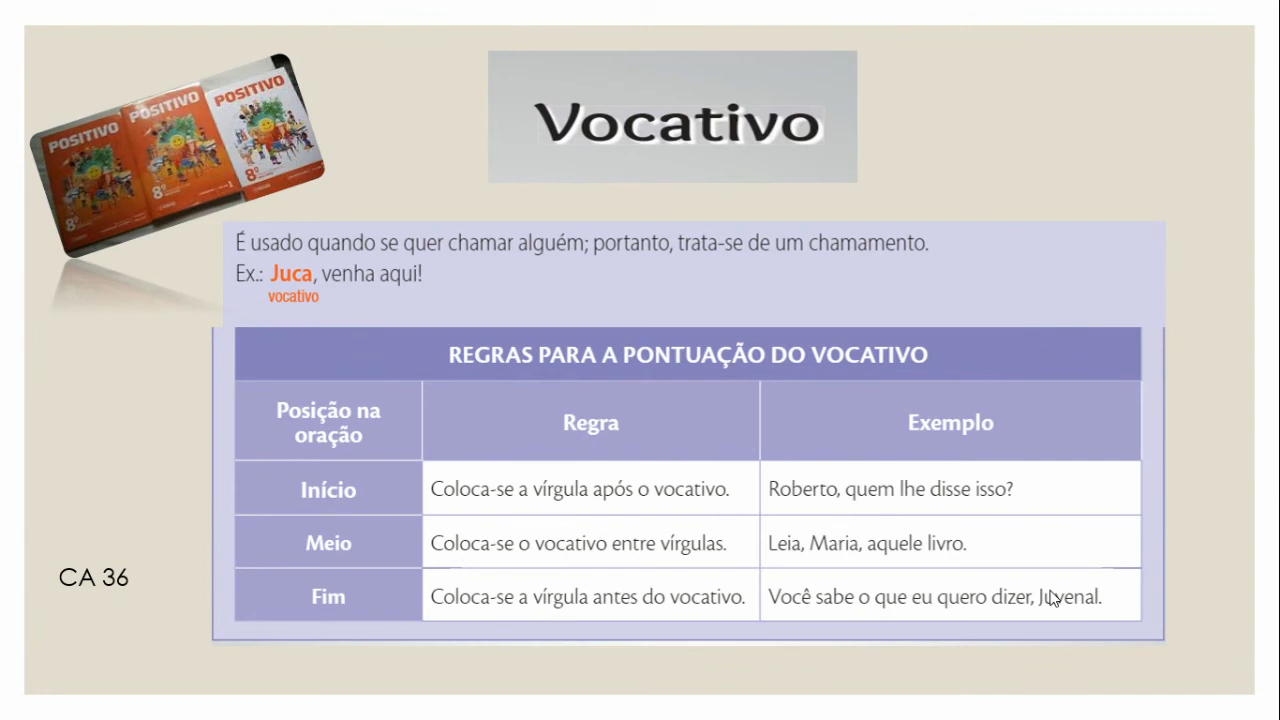 POSITIVO
POSITIVO
POSITIVO
8º
8º
8º
Vocativo
É usado quando se quer chamar alguém; portanto, trata-se de um chamamento.
Ex.: Juca, venha aqui!
vocativo
REGRAS PARA A PONTUAÇÃO DO VOCATIVO
Posição na
oração
Regra
Exemplo
Início
Coloca-se a vírgula após o vocativo.
Roberto, quem lhe disse isso?
Meio
Coloca-se o vocativo entre vírgulas.
Leia, Maria, aquele livro.
Fim
Coloca-se a vírgula antes do vocativo.
Você sabe o que eu quero dizer, Juvenal.
CA 36